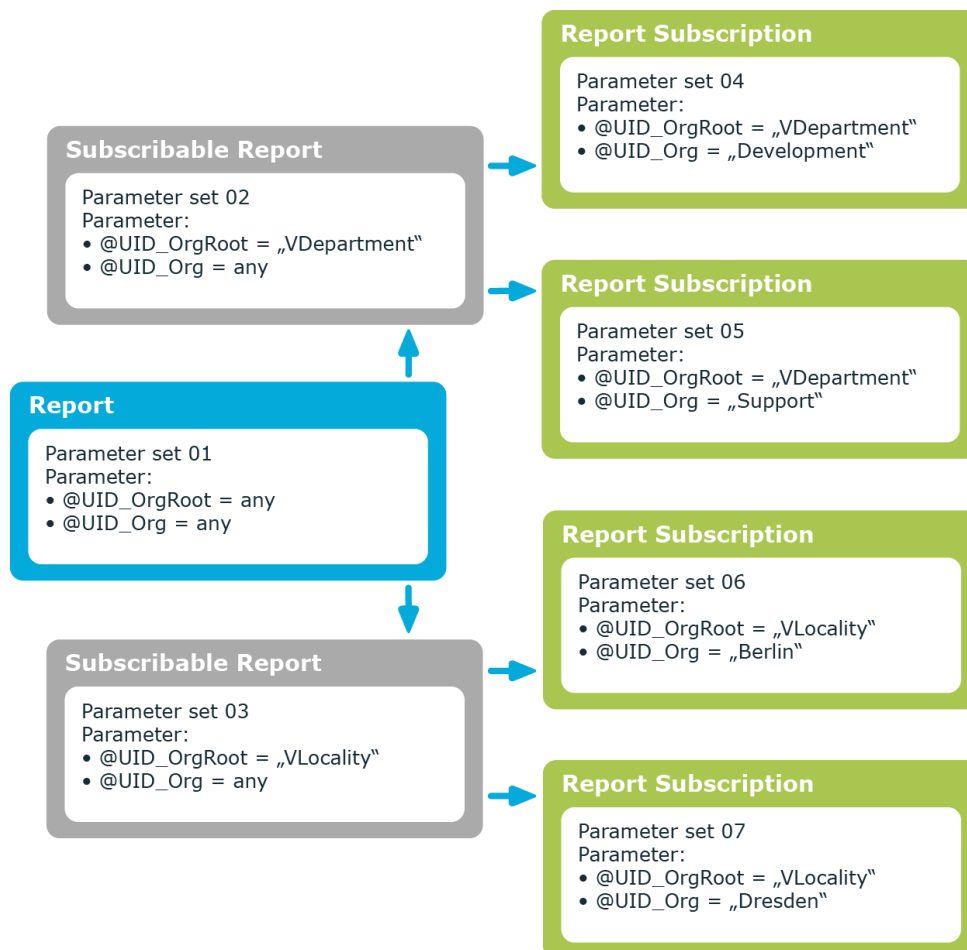 Report Subscription
Parameter set 04
Parameter:
• @UID_OrgRoot = „VDepartment‟
• @UID_Org = „Development‟
Subscribable Report
Parameter set 02
Parameter:
• @UID_OrgRoot = „VDepartment‟
• @UID_Org = any
Report Subscription
Parameter set 05
Parameter:
• @UID_OrgRoot = „VDepartment‟
• @UID_Org = „Support‟
Report
Parameter set 01
Parameter:
• @UID_OrgRoot = any
• @UID_Org = any
Report Subscription
Parameter set 06
Parameter:
• @UID_OrgRoot = „VLocality‟
• @UID_Org = „Berlin‟
Subscribable Report
Parameter set 03
Parameter:
• @UID_OrgRoot = „VLocality‟
• @UID_Org = any
Report Subscription
Parameter set 07
Parameter:
• @UID_OrgRoot = „VLocality‟
• @UID_Org = „Dresden‟